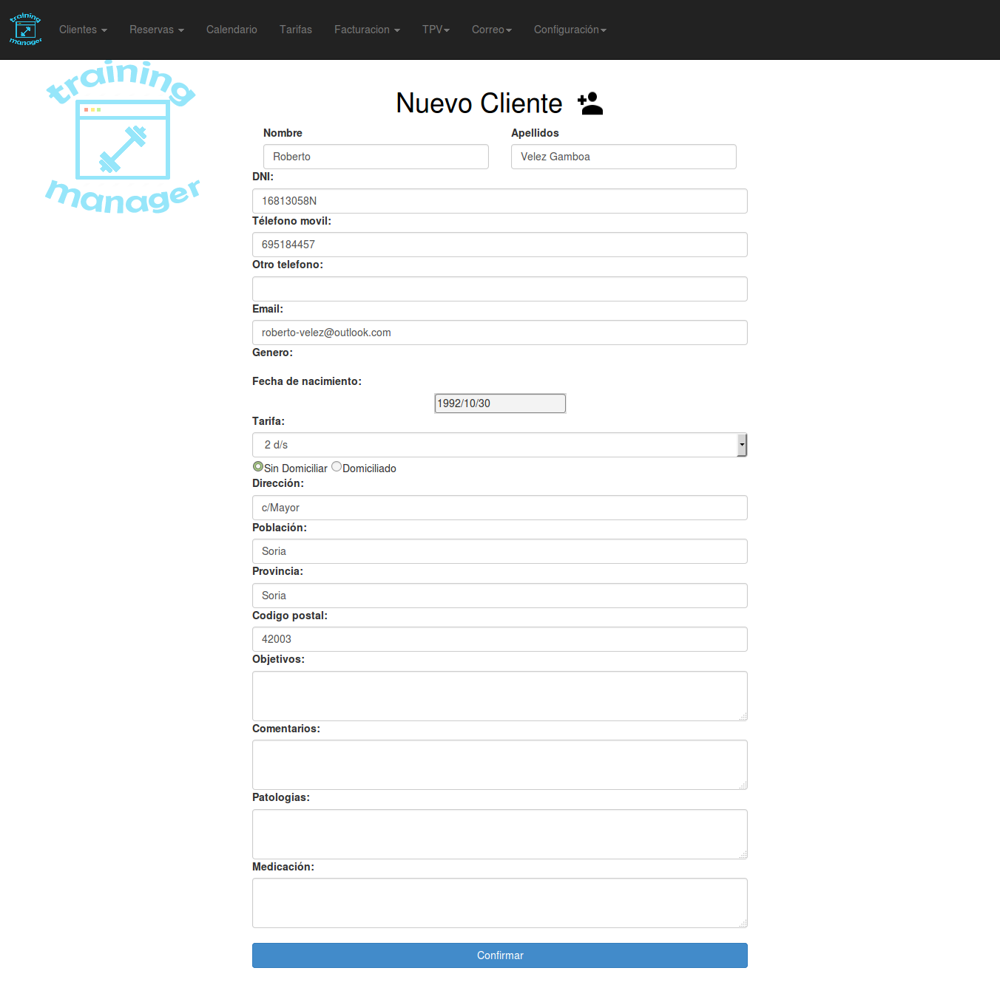 training
manager
Clientes Reservas Calendario Tarifas Facturacion TPV Correo Configuración
training
manager
Nuevo Cliente
Nombre Apellidos
Roberto Velez Gamboa
DNI:
16813058N
Télefono movil:
695184457
Otro telefono:
Email:
roberto-velez@outlook.com
Genero:
Fecha de nacimiento:
1992/10/30
Tarifa:
2 d/s
Sin Domiciliar Domiciliado
Dirección:
c/Mayor
Población:
Soria
Provincia:
Soria
Codigo postal:
42003
Objetivos:
Comentarios:
Patologias:
Medicación:
Confirmar